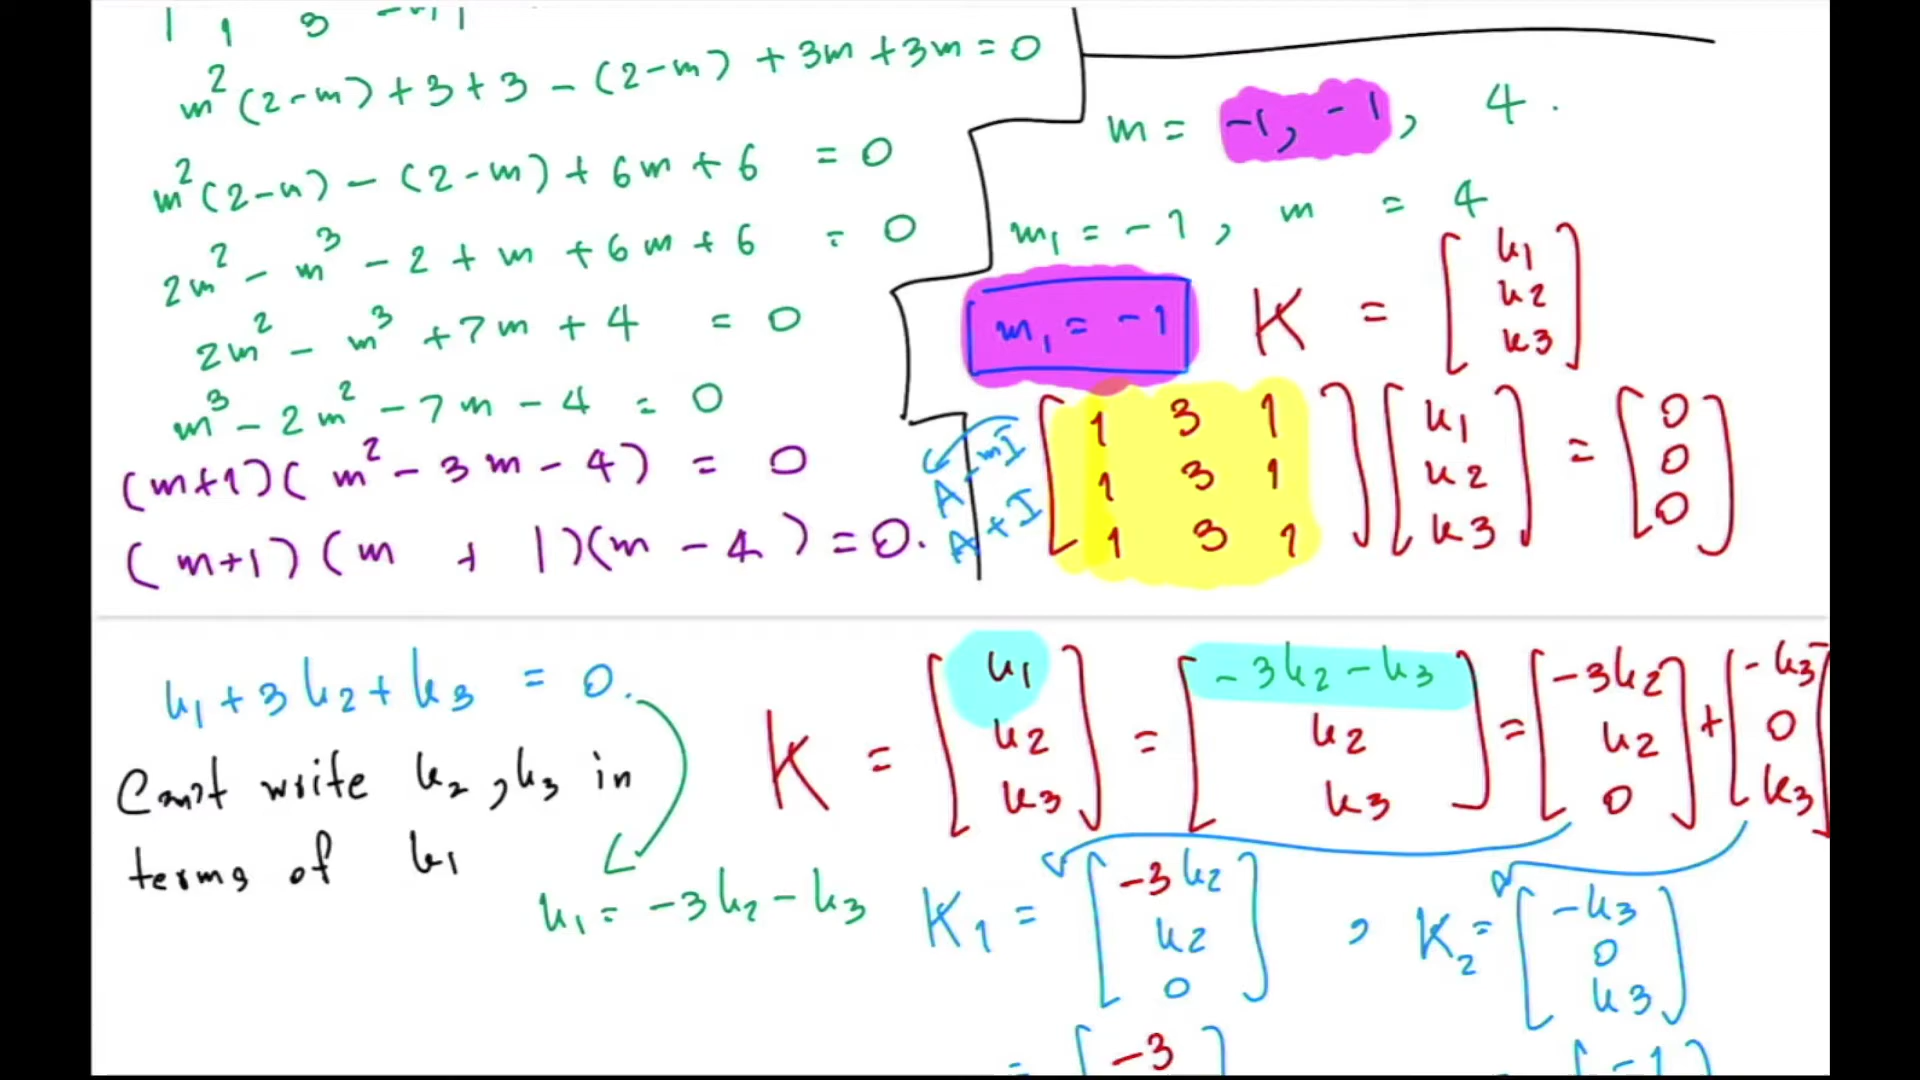 m²(2-m) + 3 + 3 - (2-m) + 3m + 3m = 0
m²(2-m) - (2-m) + 6m + 6 = 0
2m² - m³ - 2 + m + 6m + 6 = 0
2m² - m³ + 7m + 4 = 0
m³ - 2m² - 7m - 4 = 0
(m+1)(m² - 3m - 4) = 0
(m+1)(m + 1)(m - 4) = 0.
m = -1, -1, 4.
m₁ = -1, m = 4
m₁ = -1 K = [k₁ k₂ k₃]
A - mI
A + I
[1 3 1
1 3 1
1 3 1] [k₁ k₂ k₃] = [0 0 0]
k₁ + 3k₂ + k₃ = 0.
Can't write k₂, k₃ in
terms of k₁
k₁ = -3k₂ - k₃
K = [k₁ k₂ k₃] = [-3k₂ - k₃ k₂ k₃] = [-3k₂ k₂ 0] + [-k₃ 0 k₃]
K₁ = [-3k₂ k₂ 0], K₂ = [-k₃ 0 k₃]
= [-3] = [-1]